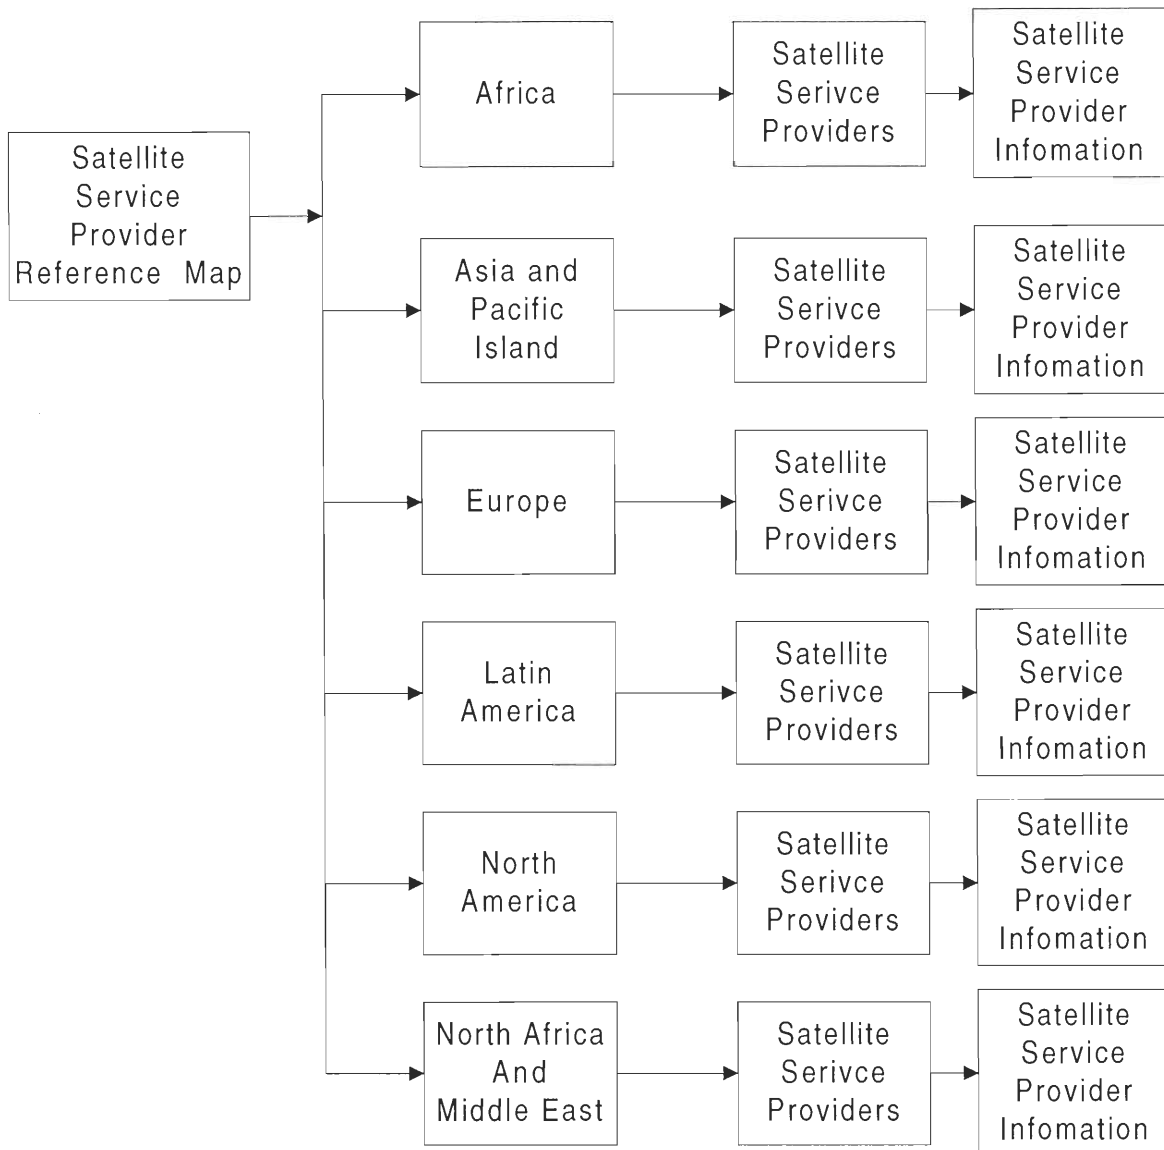 Satellite
Service
Provider
Reference Map
Africa
Satellite
Serivce
Providers
Satellite
Service
Provider
Infomation
Asia and
Pacific
Island
Satellite
Serivce
Providers
Satellite
Service
Provider
Infomation
Europe
Satellite
Serivce
Providers
Satellite
Service
Provider
Infomation
Latin
America
Satellite
Serivce
Providers
Satellite
Service
Provider
Infomation
North
America
Satellite
Serivce
Providers
Satellite
Service
Provider
Infomation
North Africa
And
Middle East
Satellite
Serivce
Providers
Satellite
Service
Provider
Infomation